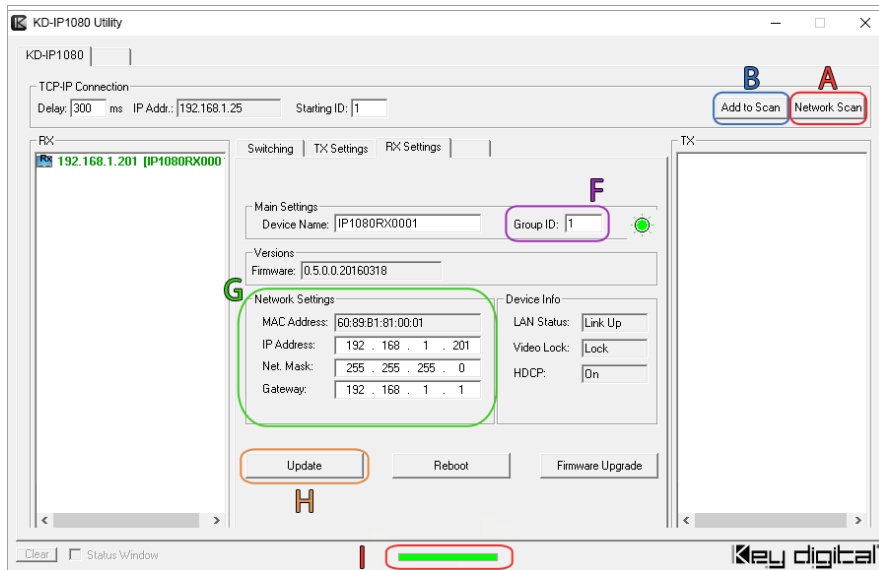 KD-IP1080 Utility
KD-IP1080
TCP-IP Connection
Delay: 300 ms IP Addr.: 192.168.1.25 Starting ID: 1
B A
Add to Scan Network Scan
RX
Rx 192.168.1.201 [IP1080RX000
Switching TX Settings RX Settings
TX
F
Main Settings
Device Name: IP1080RX0001 Group ID: 1
Versions
Firmware: 0.5.0.0.20160318
G
Network Settings
MAC Address: 60:89:B1:81:00:01
IP Address: 192 . 168 . 1 . 201
Net. Mask: 255 . 255 . 255 . 0
Gateway: 192 . 168 . 1 . 1
Device Info
LAN Status: Link Up
Video Lock: Lock
HDCP: On
Update Reboot Firmware Upgrade
H
Clear Status Window
I
Key digital